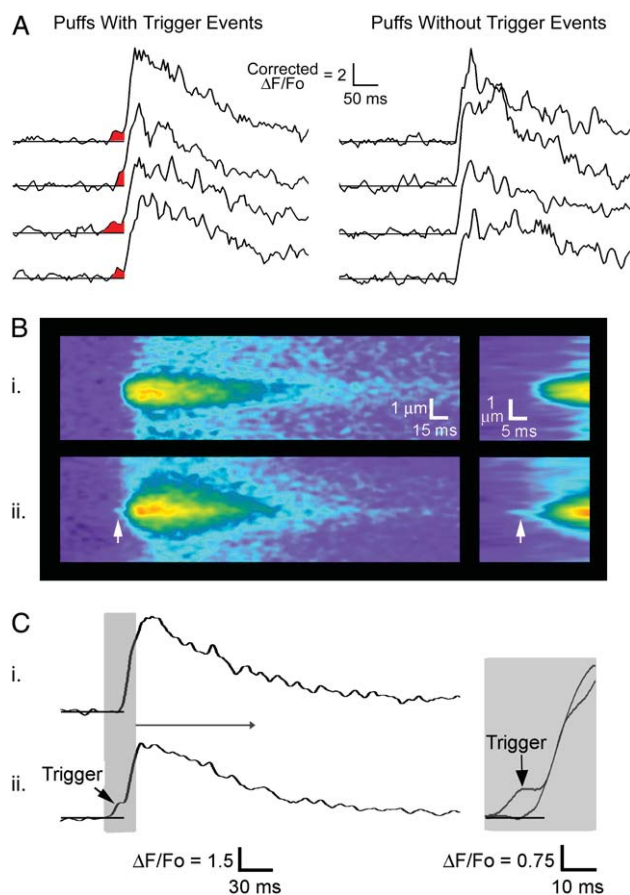 A
Puffs With Trigger Events
Puffs Without Trigger Events
Corrected
ΔF/Fo = 2
50 ms
B
i.
1 μm
15 ms
1
μm
5 ms
ii.
C
i.
Trigger
ii.
Trigger
ΔF/Fo = 1.5
30 ms
ΔF/Fo = 0.75
10 ms